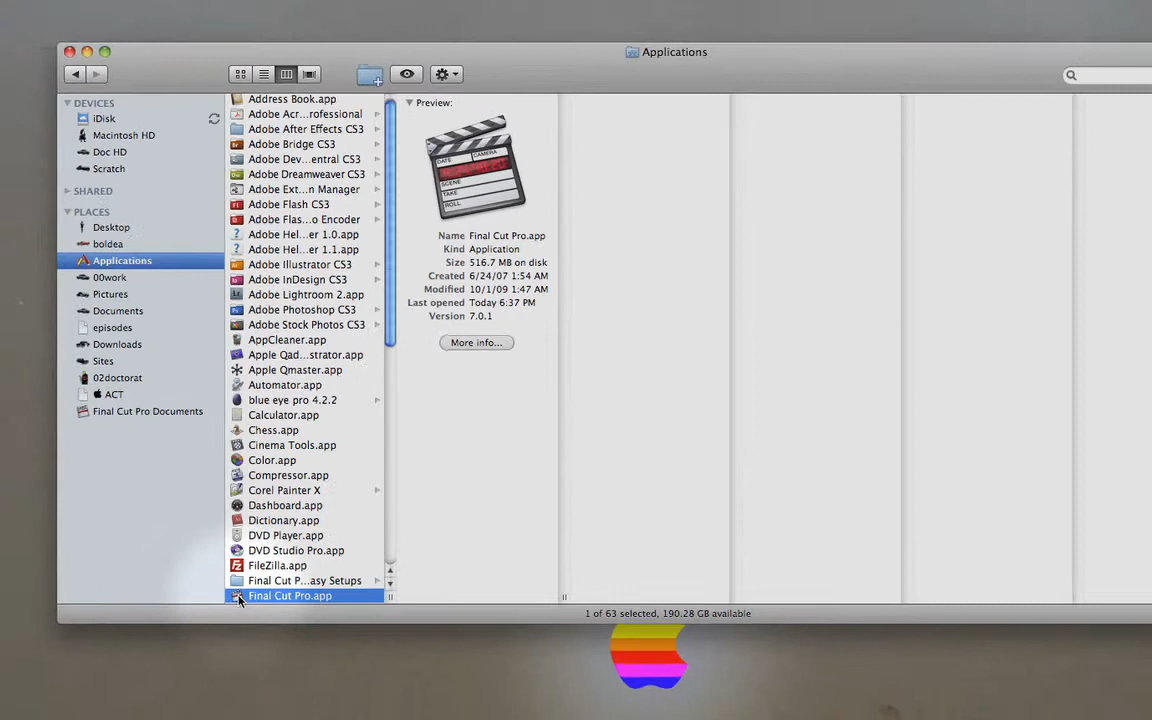 Applications
DEVICES
iDisk
Macintosh HD
Doc HD
Scratch
SHARED
PLACES
Desktop
boldea
Applications
00work
Pictures
Documents
episodes
Downloads
Sites
02doctorat
ACT
Final Cut Pro Documents
Address Book.app
Adobe Acr...rofessional
Adobe After Effects CS3
Adobe Bridge CS3
Adobe Dev...entral CS3
Adobe Dreamweaver CS3
Adobe Ext...n Manager
Adobe Flash CS3
Adobe Flas...o Encoder
Adobe Hel...er 1.0.app
Adobe Hel...er 1.1.app
Adobe Illustrator CS3
Adobe InDesign CS3
Adobe Lightroom 2.app
Adobe Photoshop CS3
Adobe Stock Photos CS3
AppCleaner.app
Apple Qad...strator.app
Apple Qmaster.app
Automator.app
blue eye pro 4.2.2
Calculator.app
Chess.app
Cinema Tools.app
Color.app
Compressor.app
Corel Painter X
Dashboard.app
Dictionary.app
DVD Player.app
DVD Studio Pro.app
FileZilla.app
Final Cut P...asy Setups
Final Cut Pro.app
Preview:
DATE CAMERA
SCENE
TAKE
ROLL
Name Final Cut Pro.app
Kind Application
Size 516.7 MB on disk
Created 6/24/07 1:54 AM
Modified 10/1/09 1:47 AM
Last opened Today 6:37 PM
Version 7.0.1
More info...
1 of 63 selected, 190.28 GB available